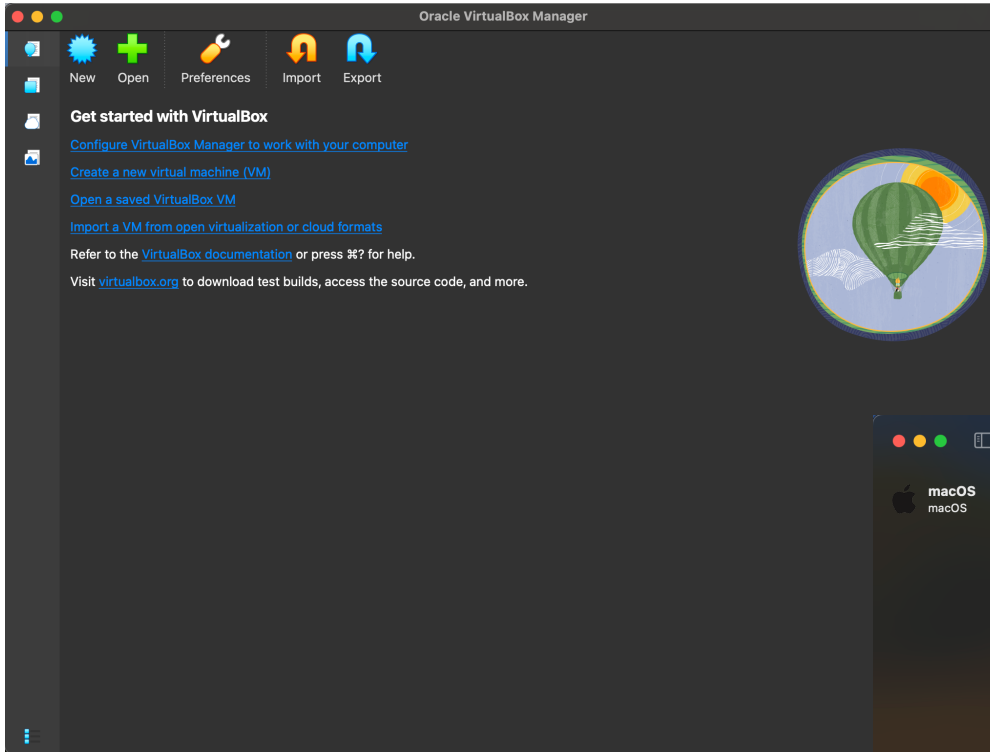 Oracle VirtualBox Manager
New
Open
Preferences
Import
Export
Get started with VirtualBox
Configure VirtualBox Manager to work with your computer
Create a new virtual machine (VM)
Open a saved VirtualBox VM
Import a VM from open virtualization or cloud formats
Refer to the VirtualBox documentation or press ⌘? for help.
Visit virtualbox.org to download test builds, access the source code, and more.
macOS
macOS